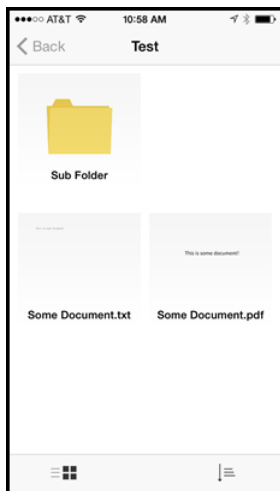 AT&T 10:58 AM
Back Test
Sub Folder
This is some document!
Some Document.txt Some Document.pdf